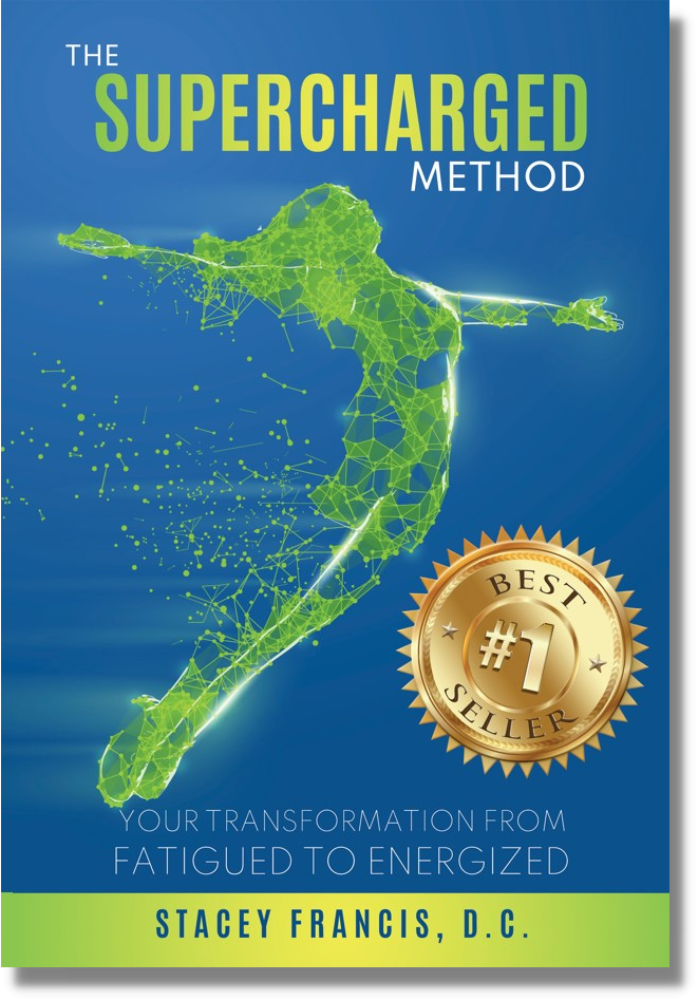 THE
SUPERCHARGED
METHOD
BEST
#1
SELLER
YOUR TRANSFORMATION FROM
FATIGUED TO ENERGIZED
STACEY FRANCIS, D.C.